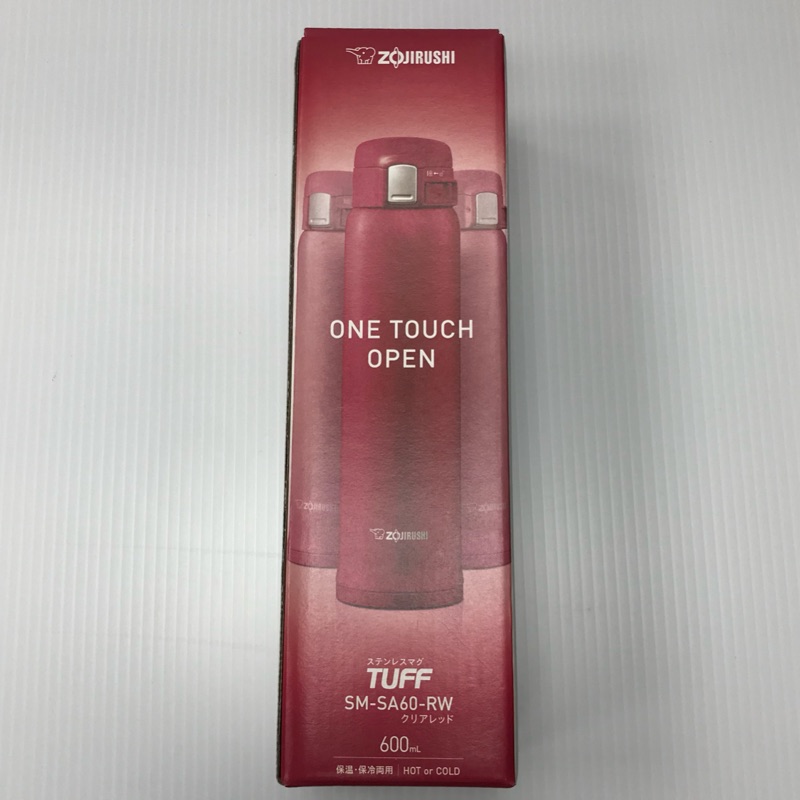 ZOJIRUSHI
ONE TOUCH
OPEN
ZOJIRUSHI
ステンレスマグ
TUFF
SM-SA60-RW
クリアレッド
600mL
保温・保冷両用 | HOT or COLD